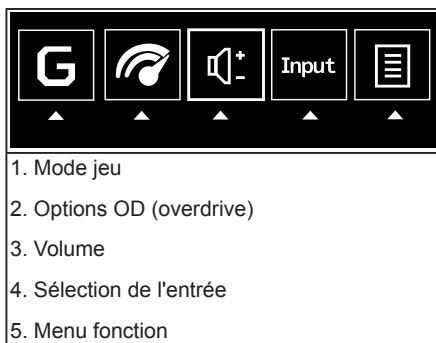 G
Input
1. Mode jeu
2. Options OD (overdrive)
3. Volume
4. Sélection de l'entrée
5. Menu fonction